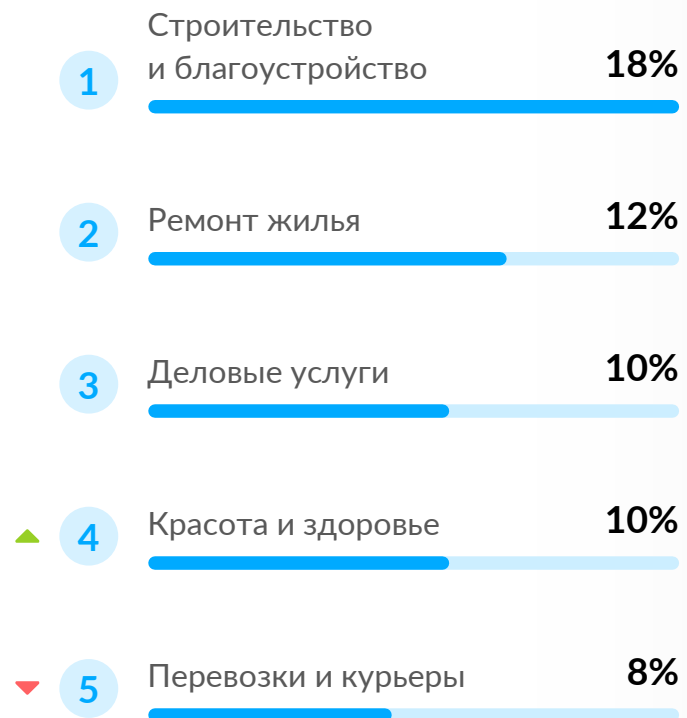 Строительство
и благоустройство
1
18%
2
Ремонт жилья
12%
3
Деловые услуги
10%
4
Красота и здоровье
10%
5
Перевозки и курьеры
8%